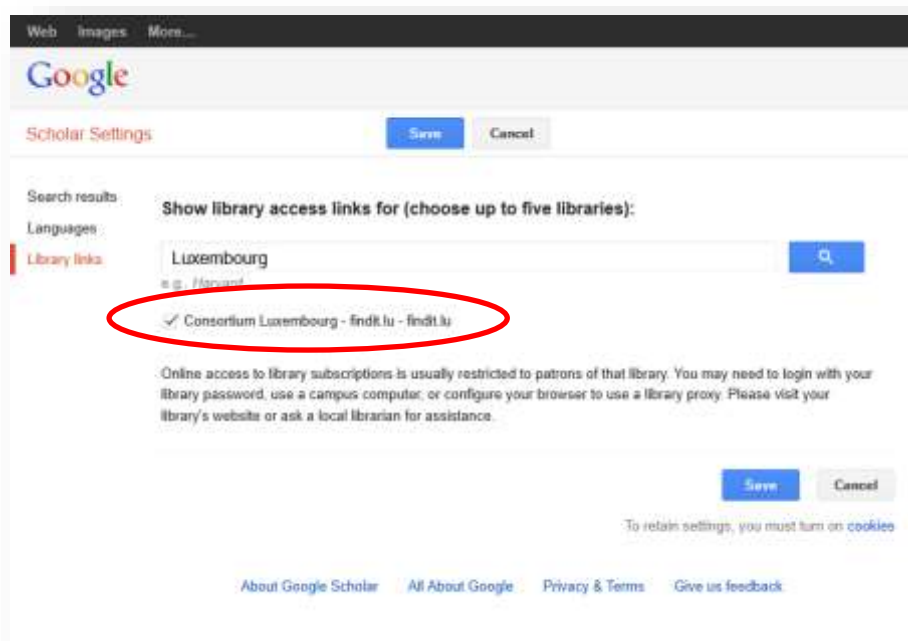 Web Images More...
Google
Scholar Settings Save Cancel
Search results
Languages
Library links
Show library access links for (choose up to five libraries):
Luxembourg
e.g., Harvard
Consortium Luxembourg - findit.lu - findit.lu
Online access to library subscriptions is usually restricted to patrons of that library. You may need to login with your
library password, use a campus computer, or configure your browser to use a library proxy. Please visit your
library's website or ask a local librarian for assistance.
Save Cancel
To retain settings, you must turn on cookies
About Google Scholar All About Google Privacy & Terms Give us feedback